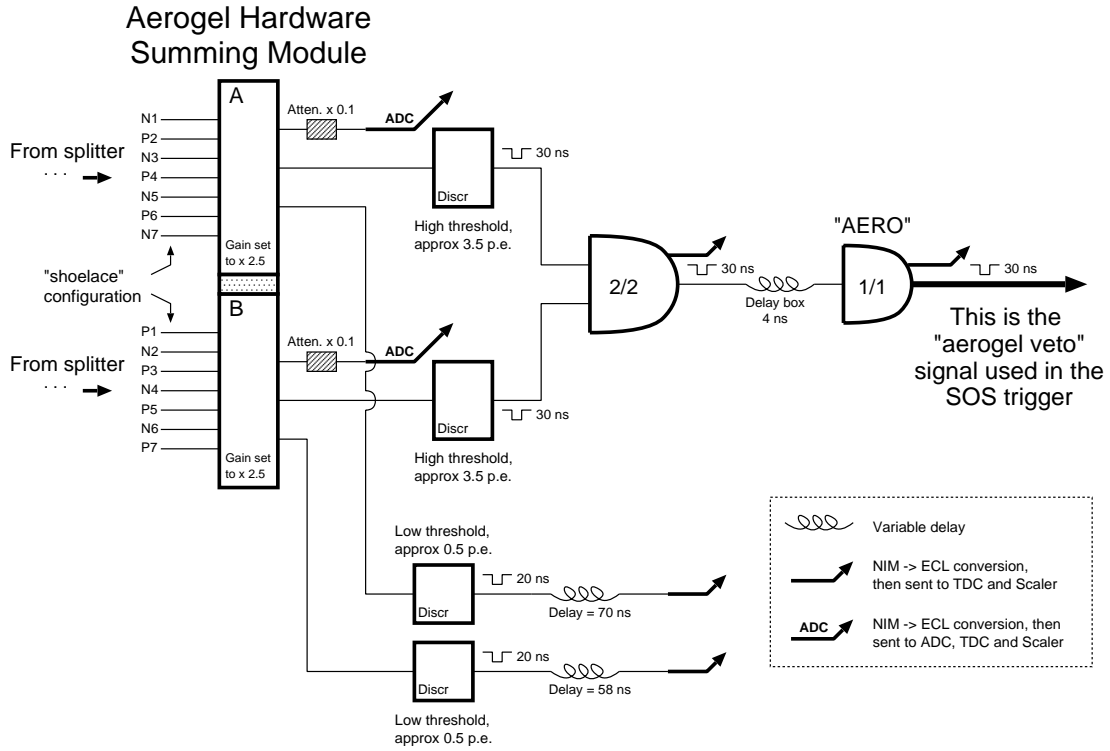 Aerogel Hardware
Summing Module
A
N1
P2
N3
P4
N5
P6
N7
From splitter
. . .
Gain set
to x 2.5
Atten. x 0.1
ADC
Discr
30 ns
High threshold,
approx 3.5 p.e.
"shoelace"
configuration
B
P1
N2
P3
N4
P5
N6
P7
From splitter
. . .
Gain set
to x 2.5
Atten. x 0.1
ADC
Discr
30 ns
High threshold,
approx 3.5 p.e.
2/2
30 ns
Delay box
4 ns
"AERO"
1/1
30 ns
This is the
"aerogel veto"
signal used in the
SOS trigger
Low threshold,
approx 0.5 p.e.
Discr
20 ns
Delay = 70 ns
Discr
20 ns
Delay = 58 ns
Low threshold,
approx 0.5 p.e.
Variable delay
NIM -> ECL conversion,
then sent to TDC and Scaler
ADC
NIM -> ECL conversion, then
sent to ADC, TDC and Scaler